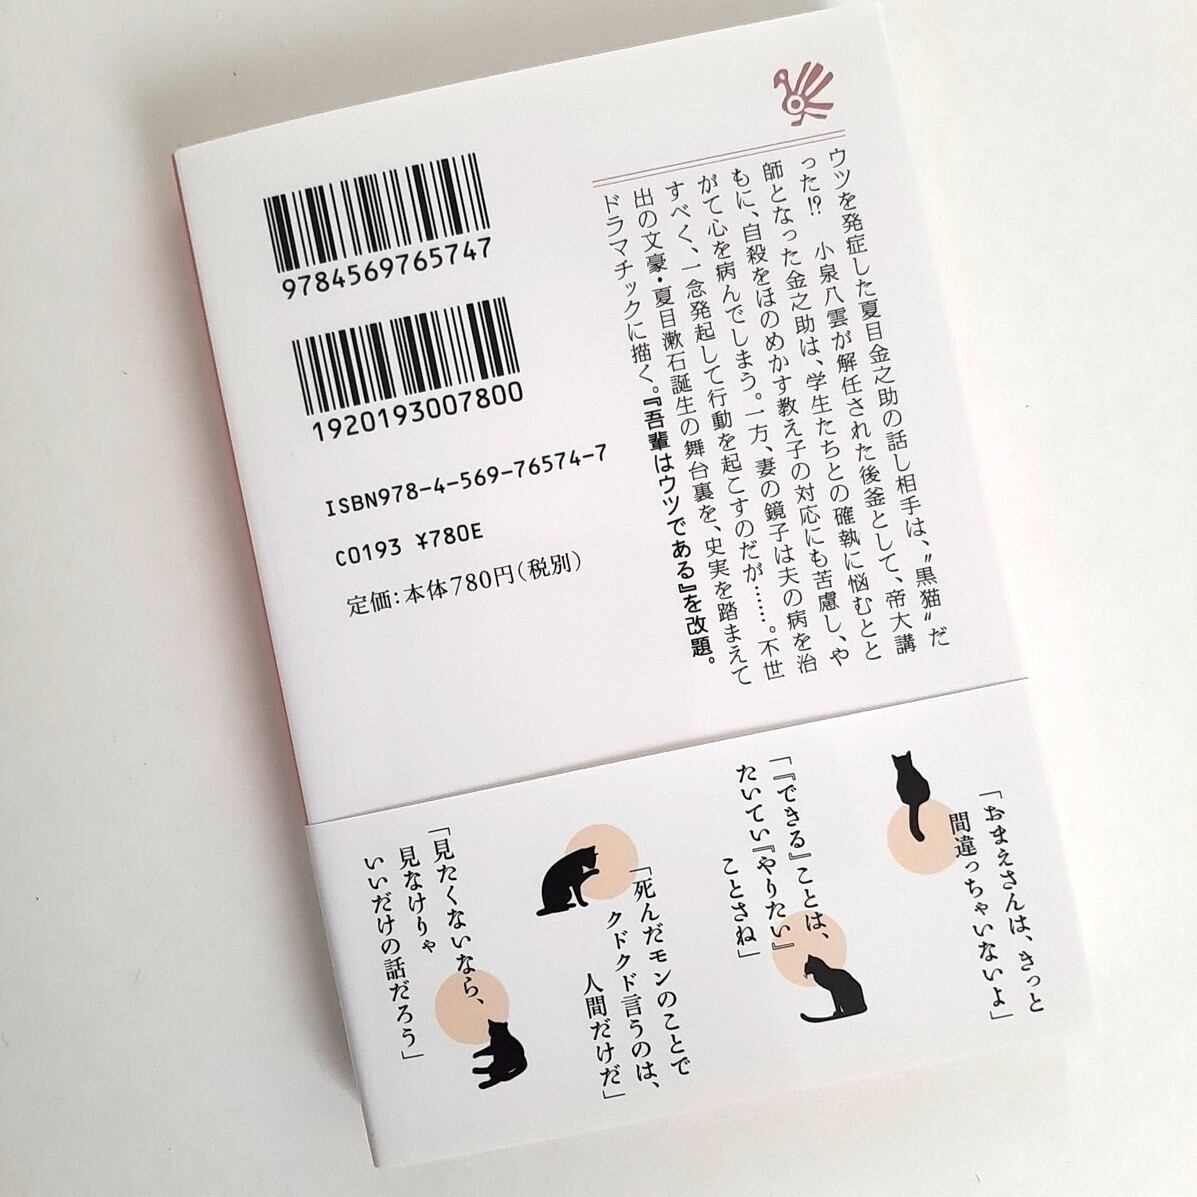 ウツを発症した夏目金之助の話し相手は、〝黒猫〟だ
った!?　小泉八雲が解任された後釜として、帝大講
師となった金之助は、学生たちとの確執に悩むとと
もに、自殺をほのめかす教え子の対応にも苦慮し、や
がて心を病んでしまう。一方、妻の鏡子は夫の病を治
すべく、一念発起して行動を起こすのだが……。不世
出の文豪・夏目漱石誕生の舞台裏を、史実を踏まえて
ドラマチックに描く。『吾輩はウツである』を改題。
9784569765747
1920193007800
ISBN978-4-569-76574-7
C0193 ¥780E
定価:本体780円(税別)
「おまえさんは、きっと
間違っちゃいないよ」
「『できる』ことは、
たいてい『やりたい』
ことさね」
「死んだモンのことで
クドクド言うのは、
人間だけだ」
「見たくないなら、
見なけりゃ
いいだけの話だろう」